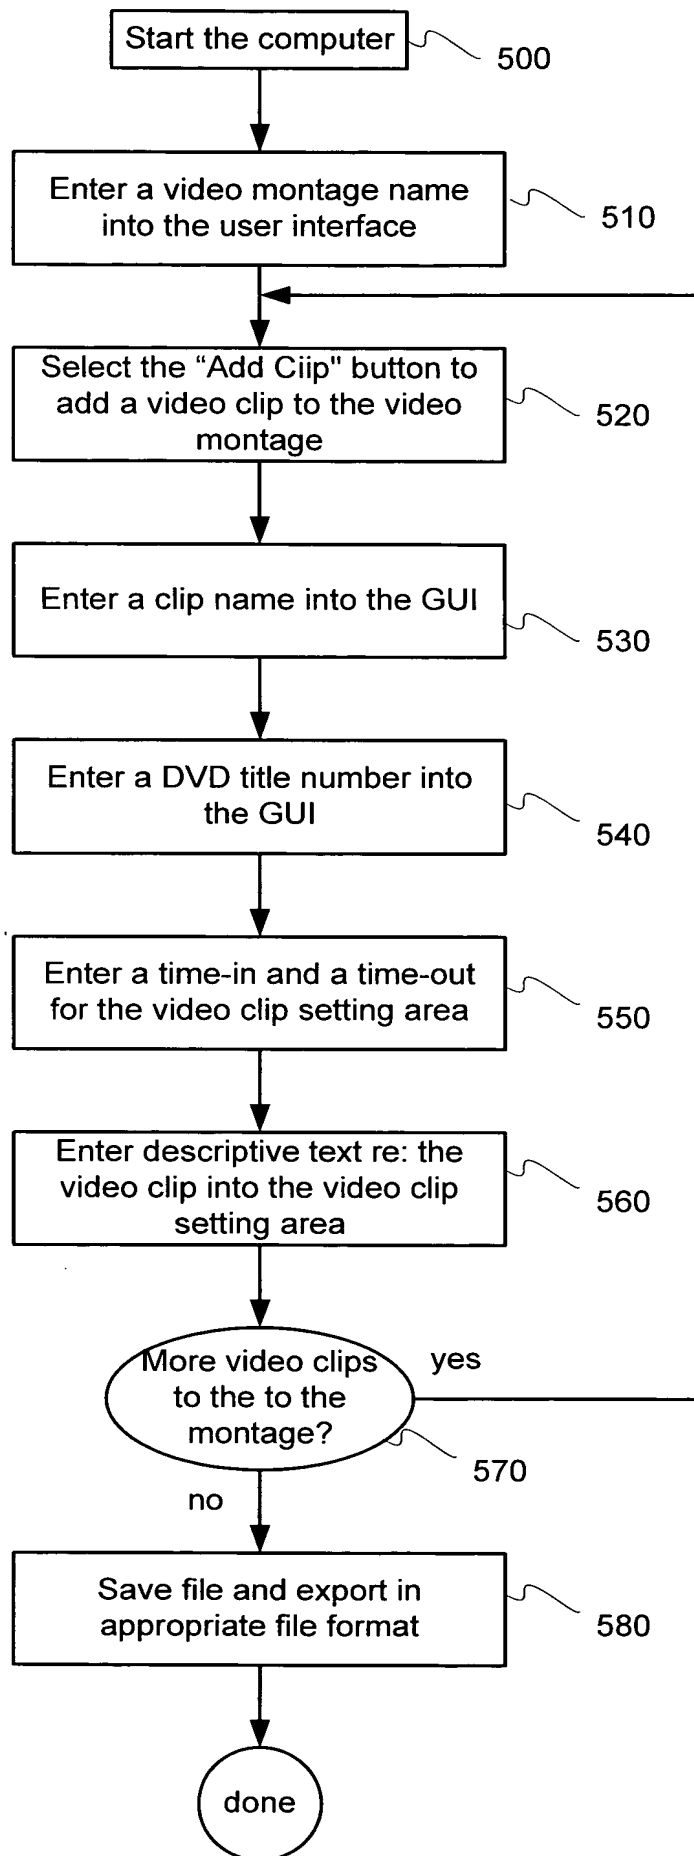 Start the computer
500
Enter a video montage name
into the user interface
510
Select the “Add Ciip" button to
add a video clip to the video
montage
520
Enter a clip name into the GUI
530
Enter a DVD title number into
the GUI
540
Enter a time-in and a time-out
for the video clip setting area
550
Enter descriptive text re: the
video clip into the video clip
setting area
560
More video clips
to the to the
montage?
yes
570
no
Save file and export in
appropriate file format
580
done